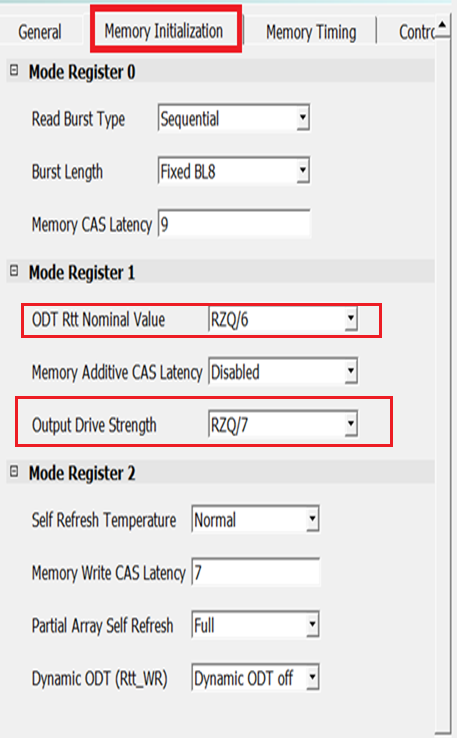 General Memory Initialization Memory Timing Contro
Mode Register 0
Read Burst Type Sequential
Burst Length Fixed BL8
Memory CAS Latency 9
Mode Register 1
ODT Rtt Nominal Value RZQ/6
Memory Additive CAS Latency Disabled
Output Drive Strength RZQ/7
Mode Register 2
Self Refresh Temperature Normal
Memory Write CAS Latency 7
Partial Array Self Refresh Full
Dynamic ODT (Rtt_WR) Dynamic ODT off